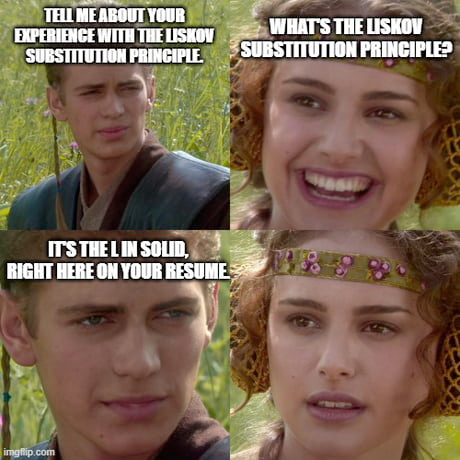 TELL ME ABOUT YOUR
EXPERIENCE WITH THE LISKOV
SUBSTITUTION PRINCIPLE.
WHAT'S THE LISKOV
SUBSTITUTION PRINCIPLE?
IT'S THE L IN SOLID,
RIGHT HERE ON YOUR RESUME.
imgflip.com